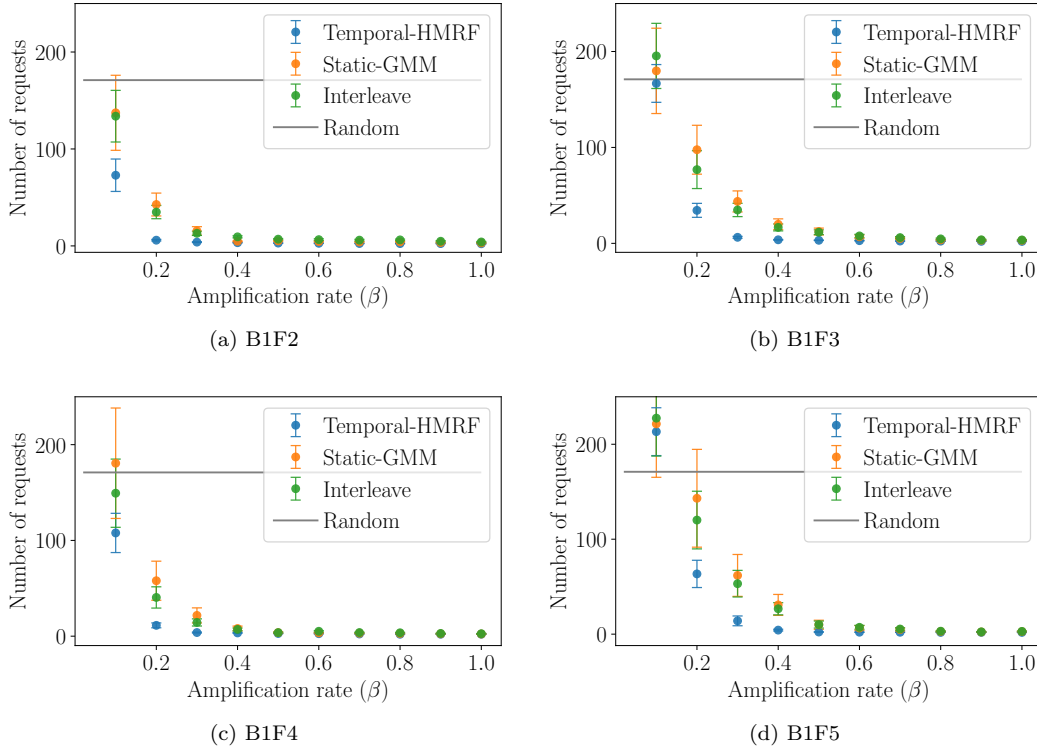 Number of requests
200
100
0
Temporal-HMRF
Static-GMM
Interleave
Random
0.2 0.4 0.6 0.8 1.0
Amplification rate (β)
(a) B1F2
Number of requests
200
100
0
Temporal-HMRF
Static-GMM
Interleave
Random
0.2 0.4 0.6 0.8 1.0
Amplification rate (β)
(b) B1F3
Number of requests
200
100
0
Temporal-HMRF
Static-GMM
Interleave
Random
0.2 0.4 0.6 0.8 1.0
Amplification rate (β)
(c) B1F4
Number of requests
200
100
0
Temporal-HMRF
Static-GMM
Interleave
Random
0.2 0.4 0.6 0.8 1.0
Amplification rate (β)
(d) B1F5